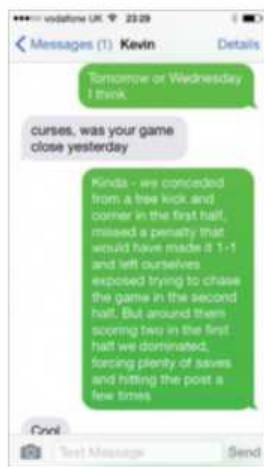 vodafone UK 23:29
Messages (1) Kevin Details
Tomorrow or Wednesday
I think
curses, was your game
close yesterday
Kinda - we conceded
from a free kick and
corner in the first half,
missed a penalty that
would have made it 1-1
and left ourselves
exposed trying to chase
the game in the second
half. But around them
scoring two in the first
half we dominated,
forcing plenty of saves
and hitting the post a
few times
Cool
Text Message Send